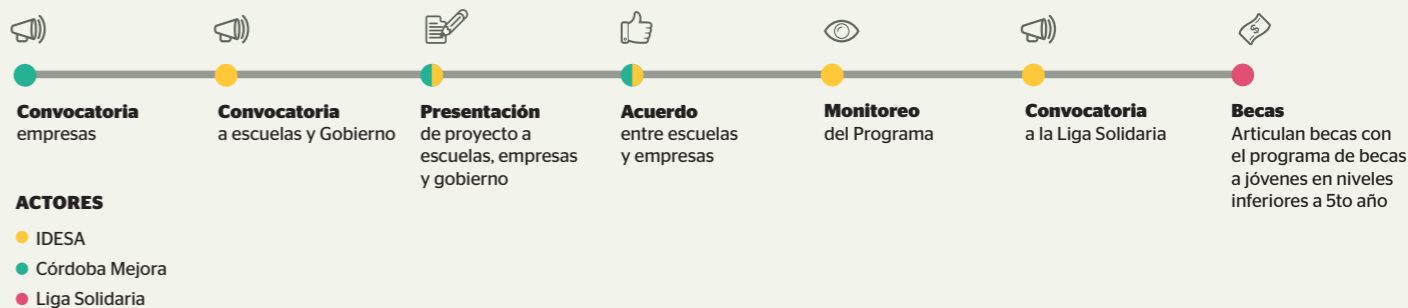 Convocatoria
empresas
Convocatoria
a escuelas y Gobierno
Presentación
de proyecto a
escuelas, empresas
y gobierno
Acuerdo
entre escuelas
y empresas
Monitoreo
del Programa
Convocatoria
a la Liga Solidaria
Becas
Articulan becas con
el programa de becas
a jóvenes en niveles
inferiores a 5to año
ACTORES
IDESA
Córdoba Mejora
Liga Solidaria